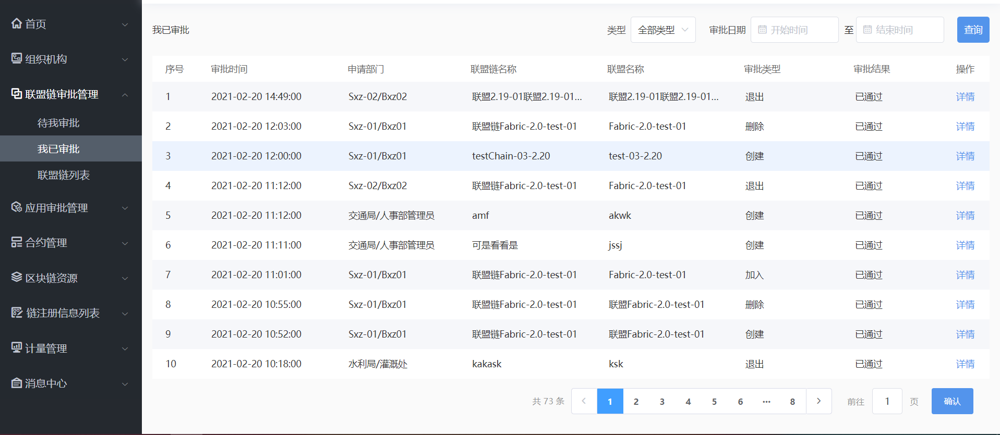 首页
组织机构
联盟链审批管理
待我审批
我已审批
联盟链列表
应用审批管理
合约管理
区块链资源
链注册信息列表
计量管理
消息中心
我已审批 类型 全部类型 审批日期 开始时间 至 结束时间 查询
序号 审批时间 申请部门 联盟链名称 联盟名称 审批类型 审批结果 操作
1 2021-02-20 14:49:00 Sxz-02/Bxz02 联盟2.19-01联盟2.19-01... 联盟2.19-01联盟2.19-01... 退出 已通过 详情
2 2021-02-20 12:03:00 Sxz-01/Bxz01 联盟链Fabric-2.0-test-01 Fabric-2.0-test-01 删除 已通过 详情
3 2021-02-20 12:00:00 Sxz-01/Bxz01 testChain-03-2.20 test-03-2.20 创建 已通过 详情
4 2021-02-20 11:12:00 Sxz-02/Bxz02 联盟链Fabric-2.0-test-01 Fabric-2.0-test-01 退出 已通过 详情
5 2021-02-20 11:12:00 交通局/人事部管理员 amf akwk 创建 已通过 详情
6 2021-02-20 11:11:00 交通局/人事部管理员 可是看看是 jssj 创建 已通过 详情
7 2021-02-20 11:01:00 Sxz-01/Bxz01 联盟链Fabric-2.0-test-01 Fabric-2.0-test-01 加入 已通过 详情
8 2021-02-20 10:55:00 Sxz-01/Bxz01 联盟链Fabric-2.0-test-01 联盟Fabric-2.0-test-01 删除 已通过 详情
9 2021-02-20 10:52:00 Sxz-01/Bxz01 联盟链Fabric-2.0-test-01 联盟Fabric-2.0-test-01 创建 已通过 详情
10 2021-02-20 10:18:00 水利局/灌溉处 kakask ksk 退出 已通过 详情
共 73 条 < 1 2 3 4 5 6 ... 8 > 前往 1 页 确认